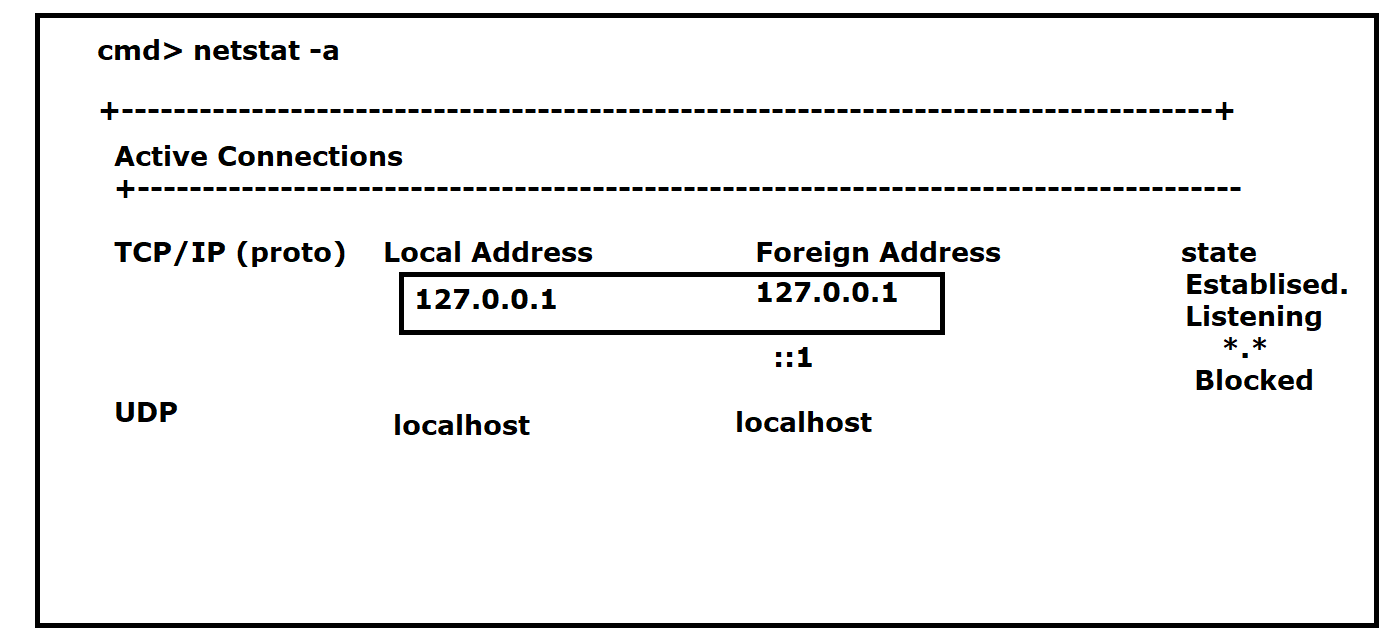 cmd> netstat -a
+------------------------------------------------------------------------------------+
Active Connections
+-------------------------------------------------------------------------------------
TCP/IP (proto) Local Address Foreign Address state
127.0.0.1 127.0.0.1 Establised.
Listening
::1 *.*
Blocked
UDP localhost localhost